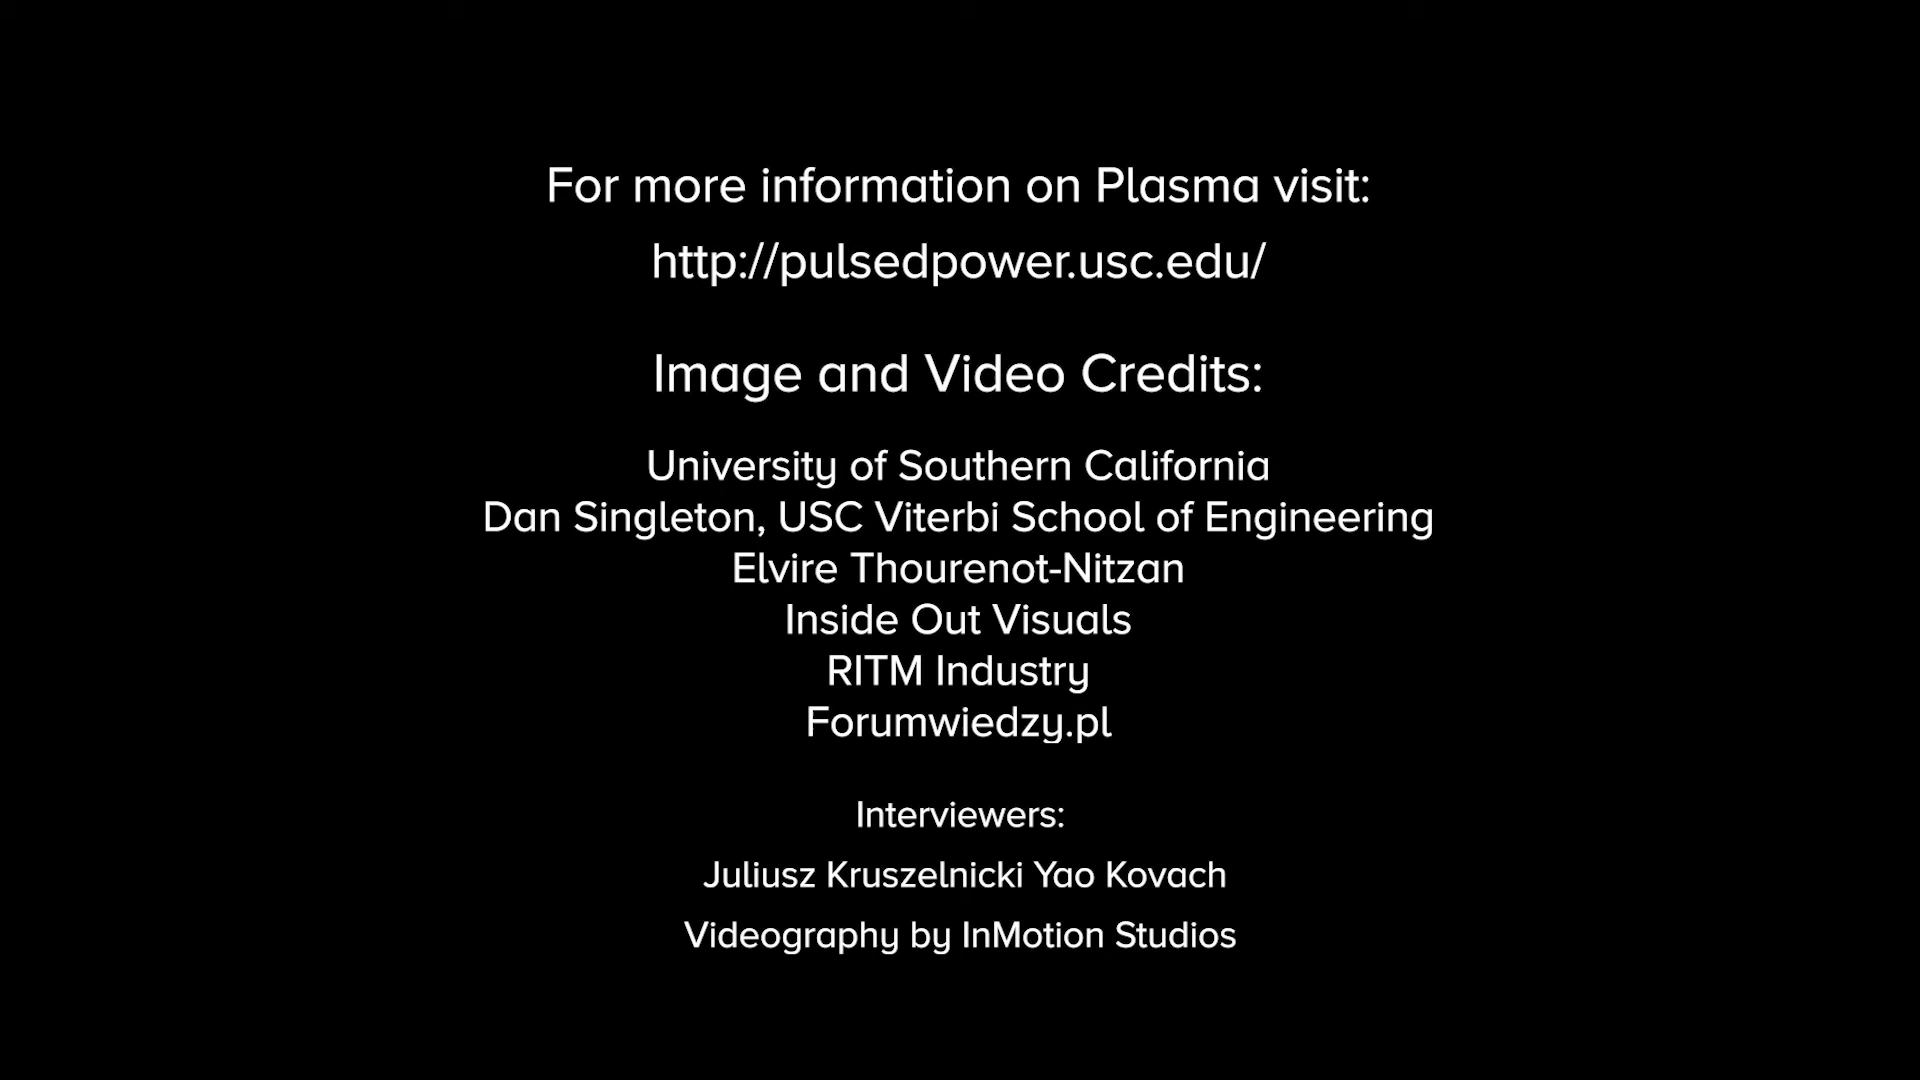 For more information on Plasma visit:
http://pulsedpower.usc.edu/
Image and Video Credits:
University of Southern California
Dan Singleton, USC Viterbi School of Engineering
Elvire Thourenot-Nitzan
Inside Out Visuals
RITM Industry
Forumwiedzy.pl
Interviewers:
Juliusz Kruszelnicki Yao Kovach
Videography by InMotion Studios